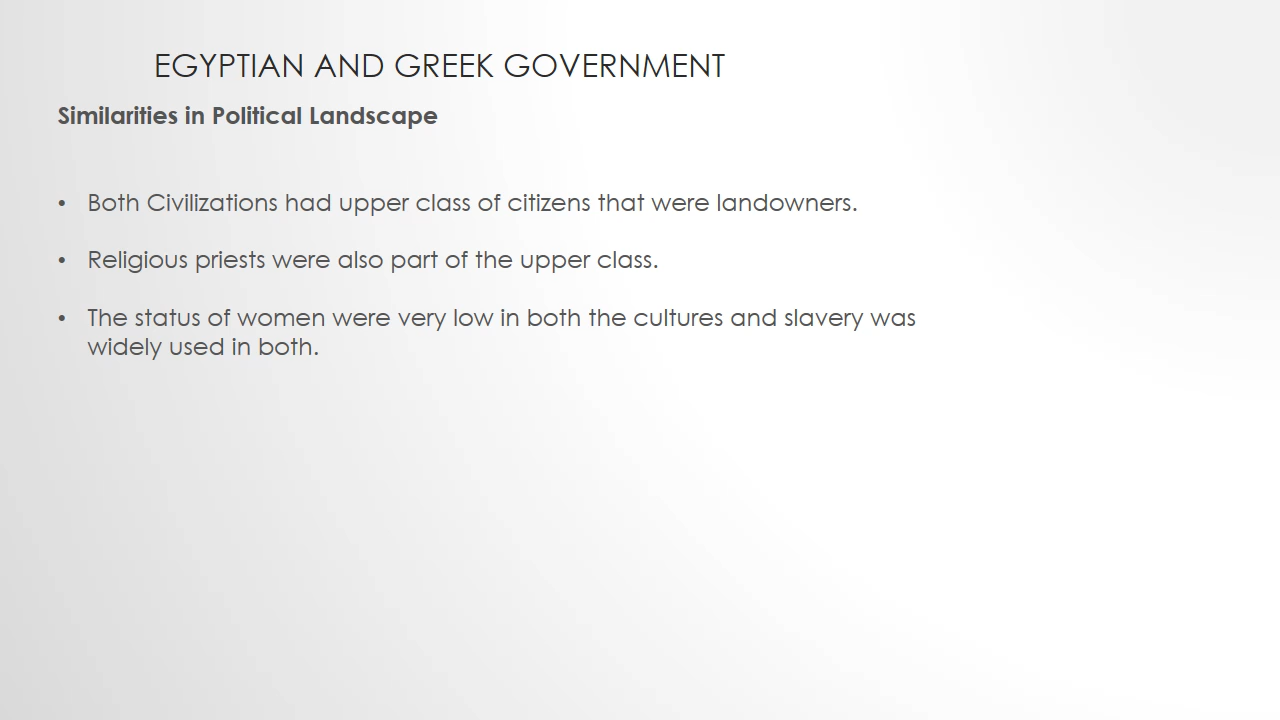 EGYPTIAN AND GREEK GOVERNMENT
Similarities in Political Landscape
• Both Civilizations had upper class of citizens that were landowners.
• Religious priests were also part of the upper class.
• The status of women were very low in both the cultures and slavery was
widely used in both.